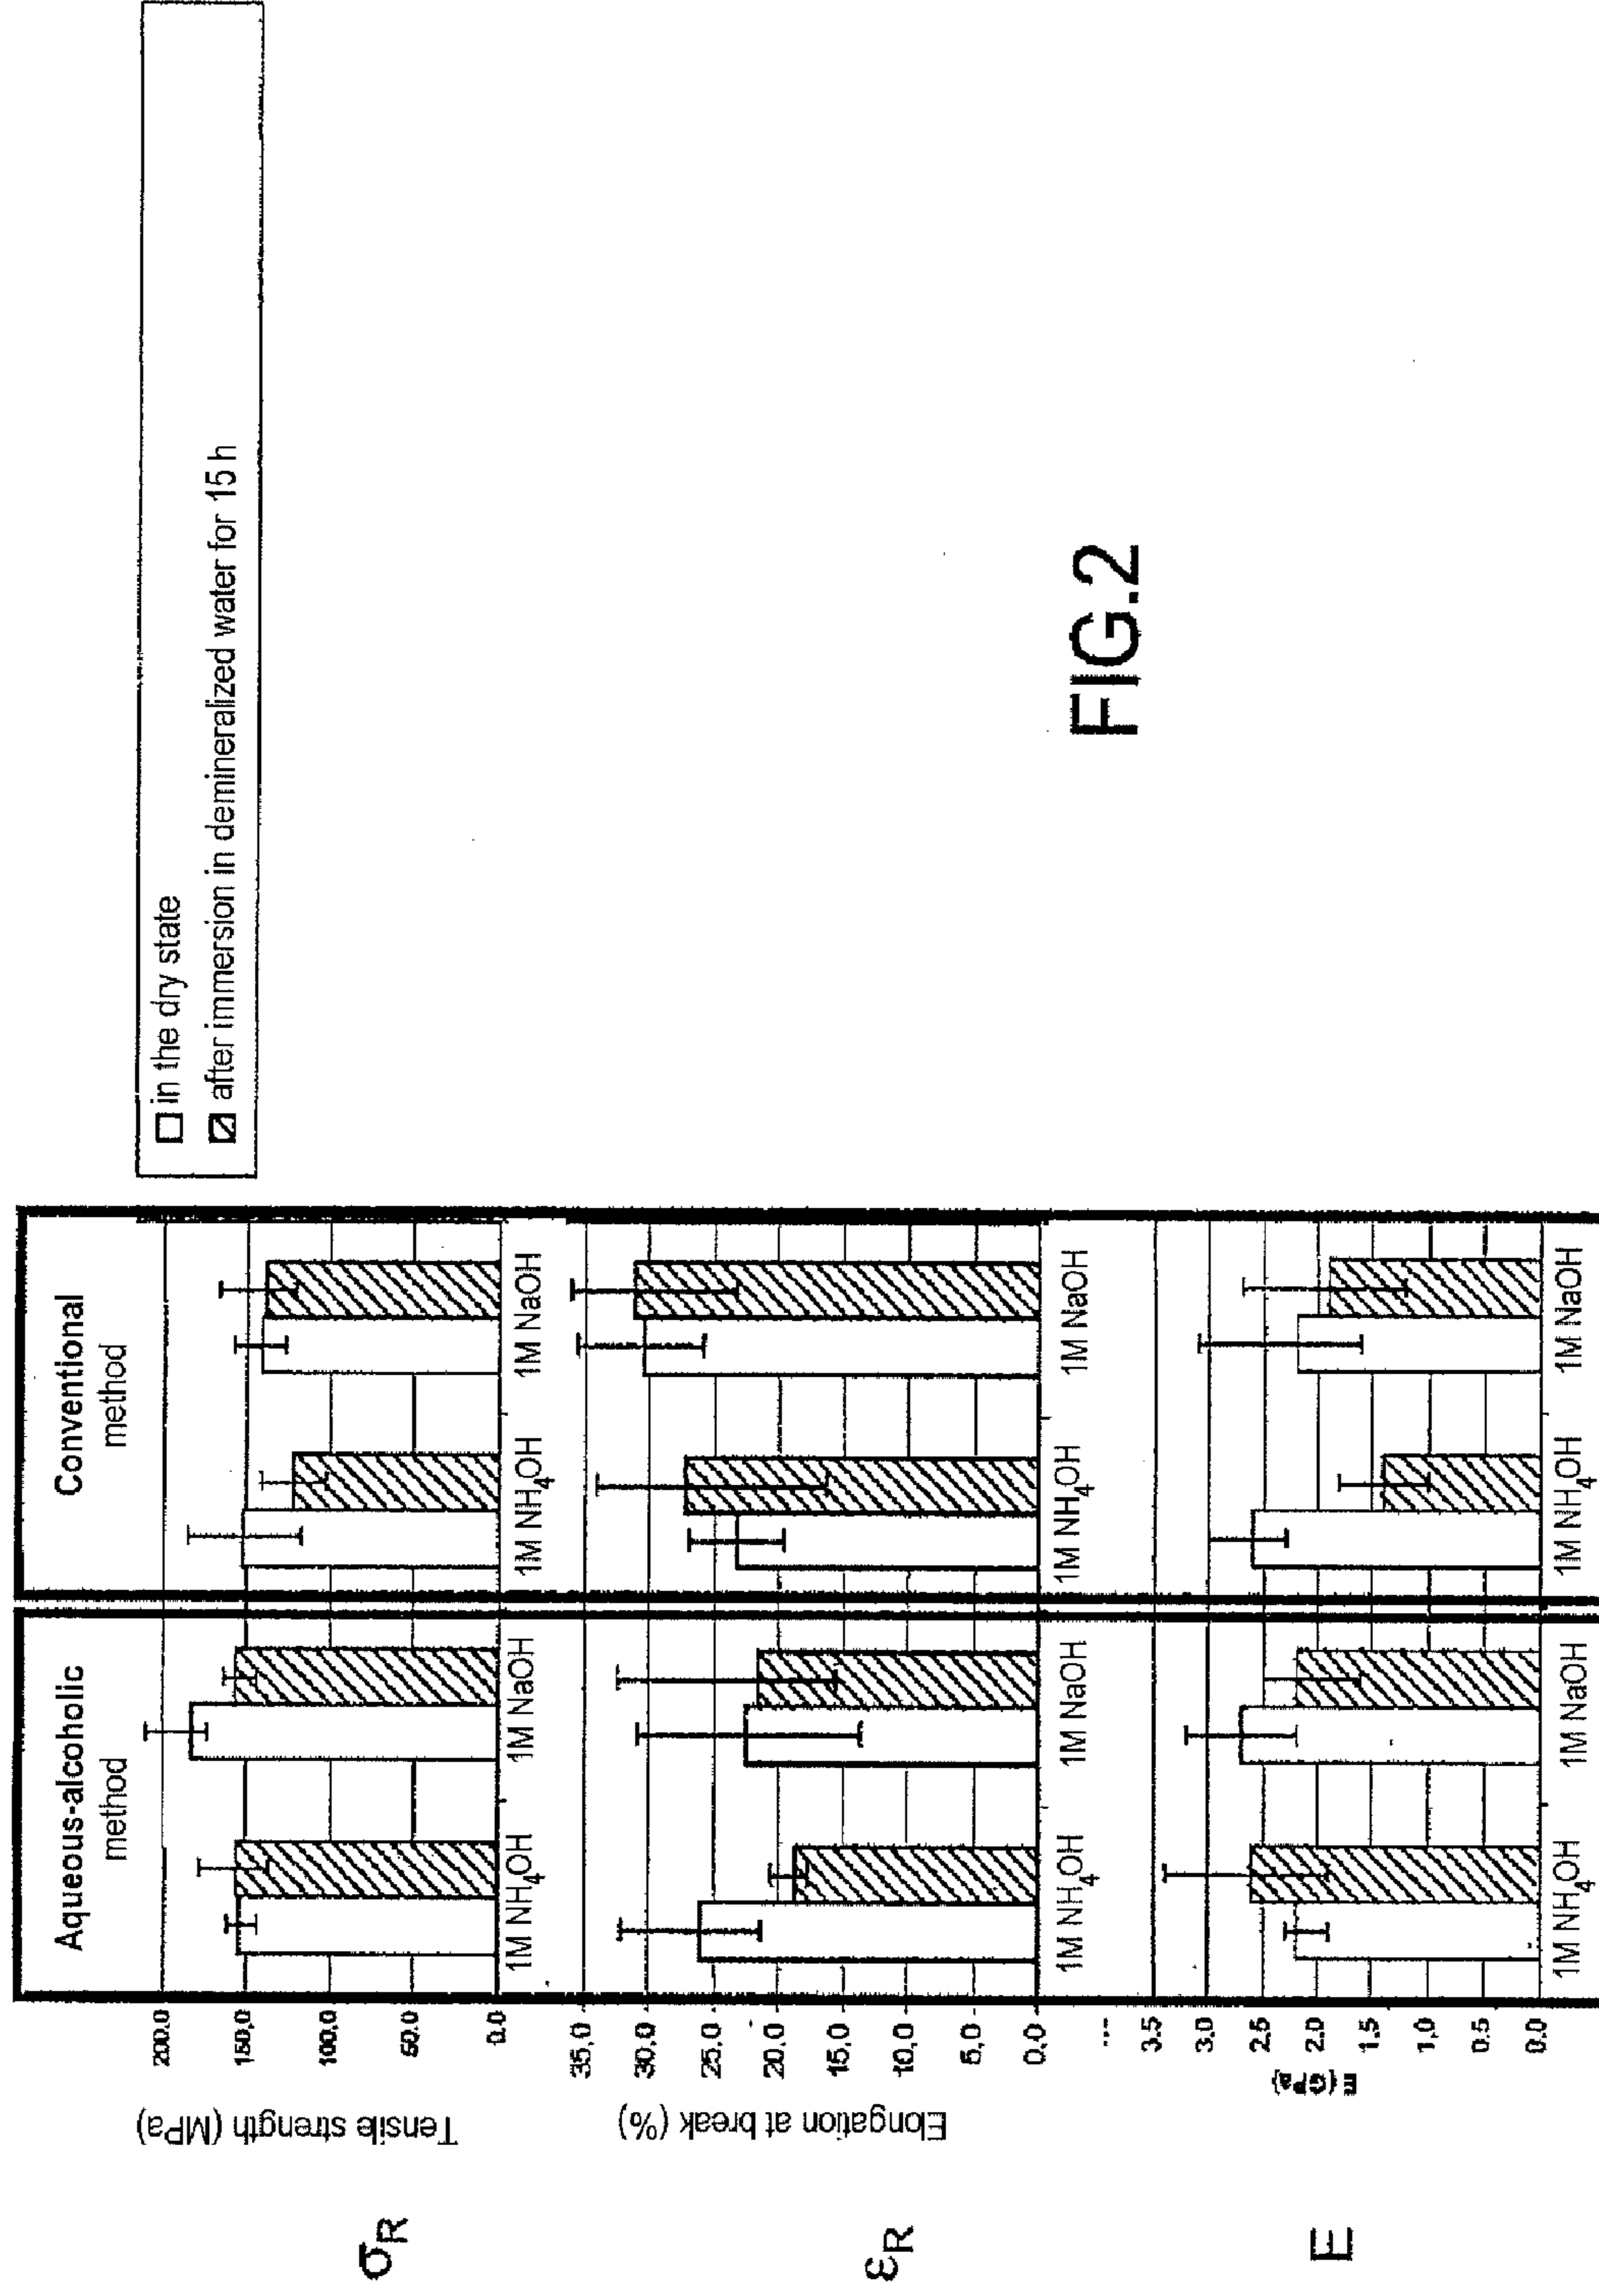 in the dry state
after immersion in demineralized water for 15 h
Aqueous-alcoholic
method
Conventional
method
σR
Tensile strength (MPa)
200.0
150,0
100,0
50.0
0.0
1M NH4OH
1M NaOH
1M NH4OH
1M NaOH
εR
Elongation at break (%)
35,0
30.0
25.0
20.0
15,0
10,0
5,0
0.0
1M NH4OH
1M NaOH
1M NH4OH
1M NaOH
E
E (GPa)
3.5
3.0
2.5
2.0
1,5
1,0
0.5
0.0
1M NH4OH
1M NaOH
1M NH4OH
1M NaOH
FIG.2